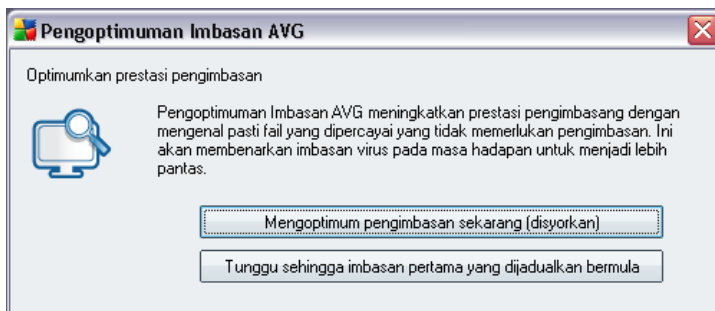 Pengoptimuman Imbasan AVG
Optimumkan prestasi pengimbasan
Pengoptimuman Imbasan AVG meningkatkan prestasi pengimbasang dengan
mengenal pasti fail yang dipercayai yang tidak memerlukan pengimbasan. Ini
akan membenarkan imbasan virus pada masa hadapan untuk menjadi lebih
pantas.
Mengoptimum pengimbasan sekarang (disyorkan)
Tunggu sehingga imbasan pertama yang dijadualkan bermula